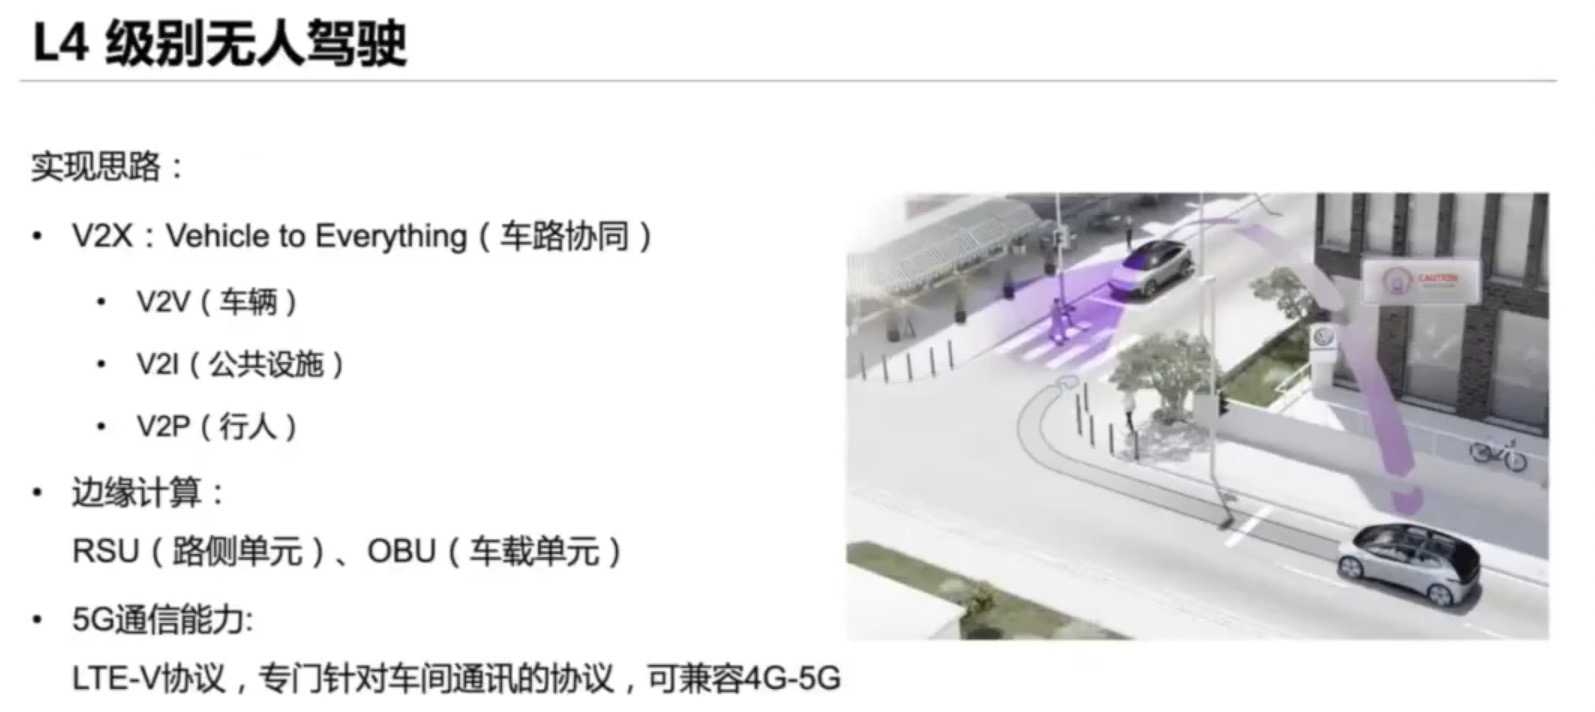 L4 级别无人驾驶
实现思路：
• V2X：Vehicle to Everything（车路协同）
• V2V（车辆）
• V2I（公共设施）
• V2P（行人）
• 边缘计算：
RSU（路侧单元）、OBU（车载单元）
• 5G通信能力:
LTE-V协议，专门针对车间通讯的协议，可兼容4G-5G
CAUTION